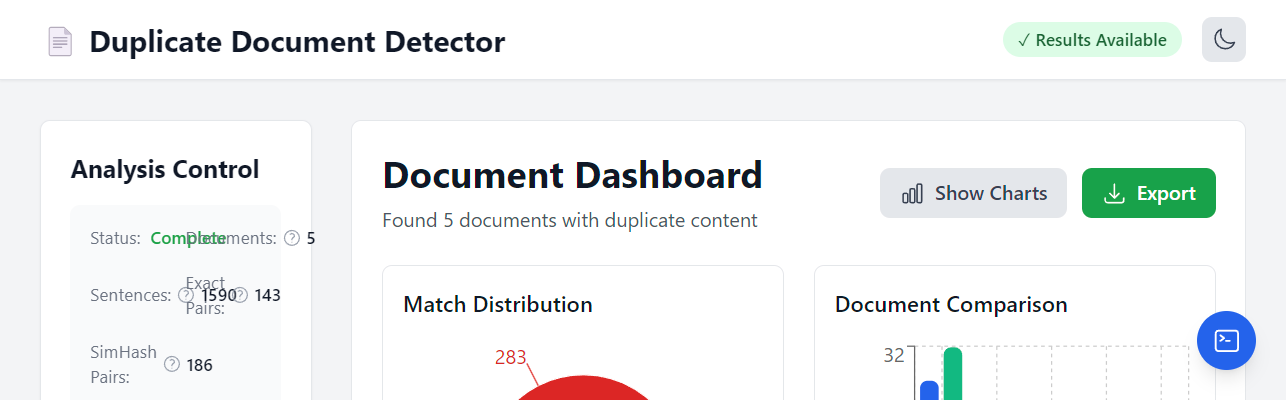 Duplicate Document Detector
✓ Results Available
Analysis Control
Status: Complete Documents: ? 5
Sentences: ? 1590 Exact Pairs: ? 143
SimHash Pairs: ? 186
Document Dashboard
Found 5 documents with duplicate content
Show Charts
Export
Match Distribution
283
Document Comparison
32